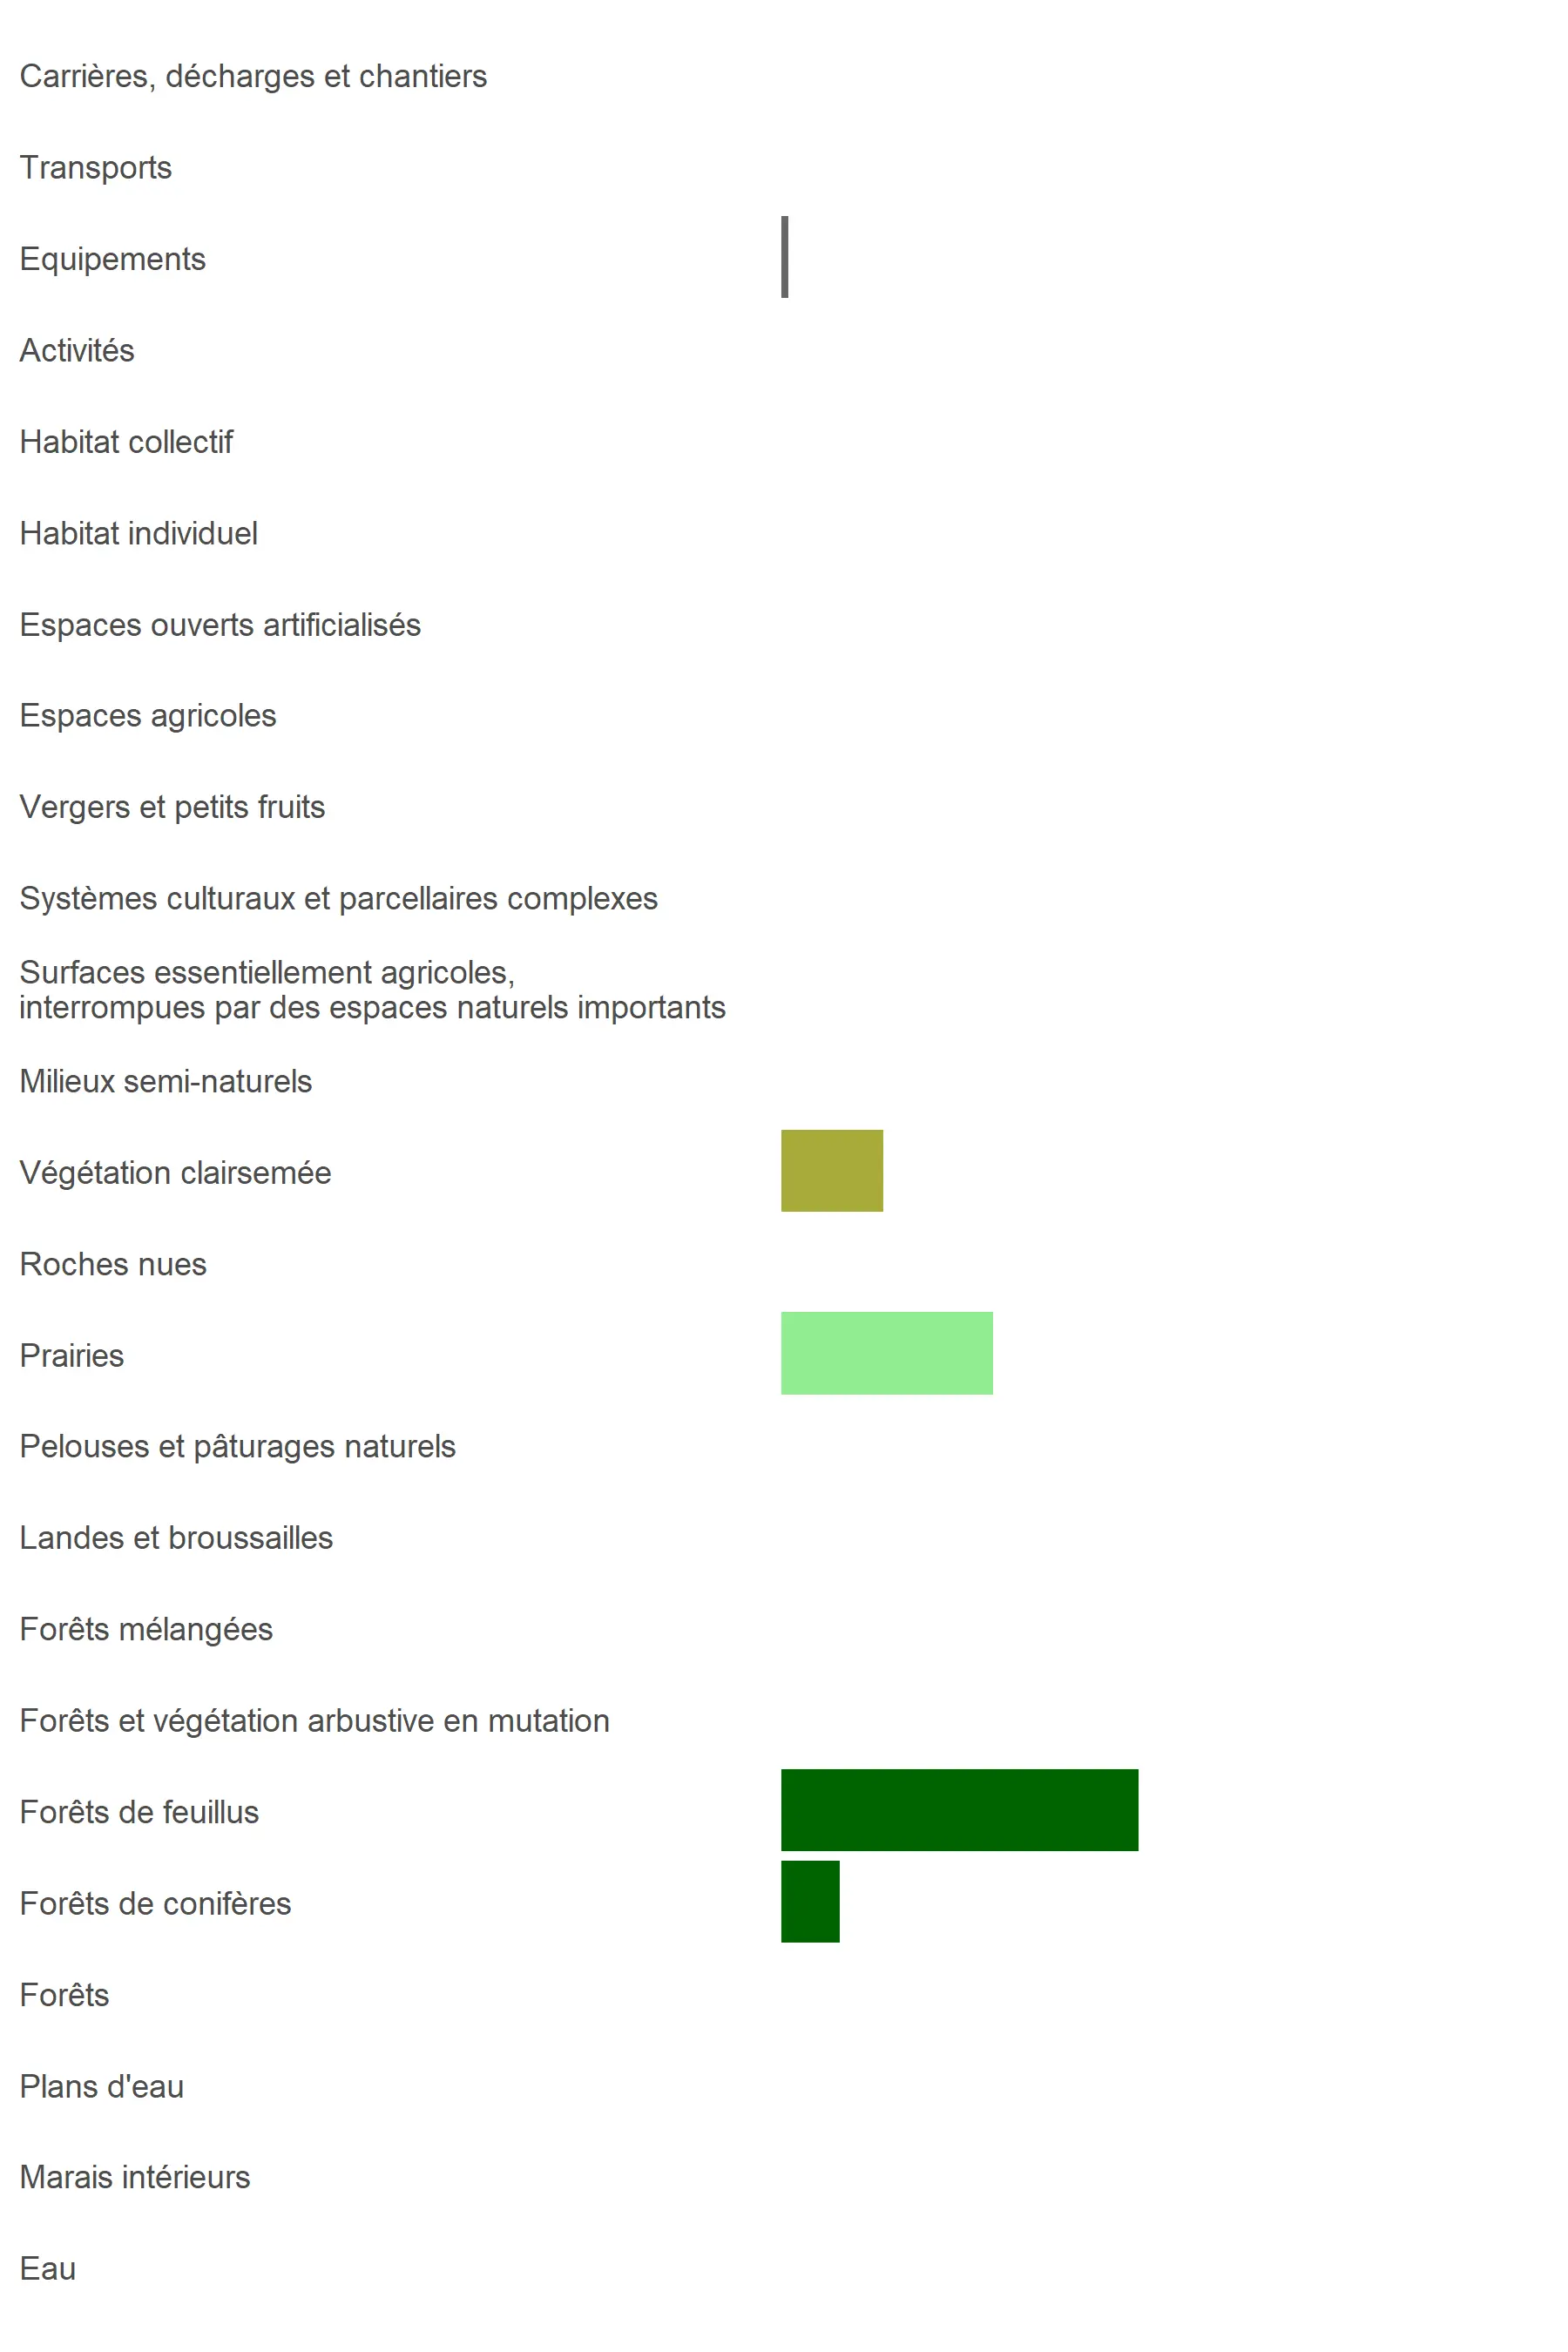 Carrières, décharges et chantiers
Transports
Equipements
Activités
Habitat collectif
Habitat individuel
Espaces ouverts artificialisés
Espaces agricoles
Vergers et petits fruits
Systèmes culturaux et parcellaires complexes
Surfaces essentiellement agricoles,
interrompues par des espaces naturels importants
Milieux semi-naturels
Végétation clairsemée
Roches nues
Prairies
Pelouses et pâturages naturels
Landes et broussailles
Forêts mélangées
Forêts et végétation arbustive en mutation
Forêts de feuillus
Forêts de conifères
Forêts
Plans d'eau
Marais intérieurs
Eau